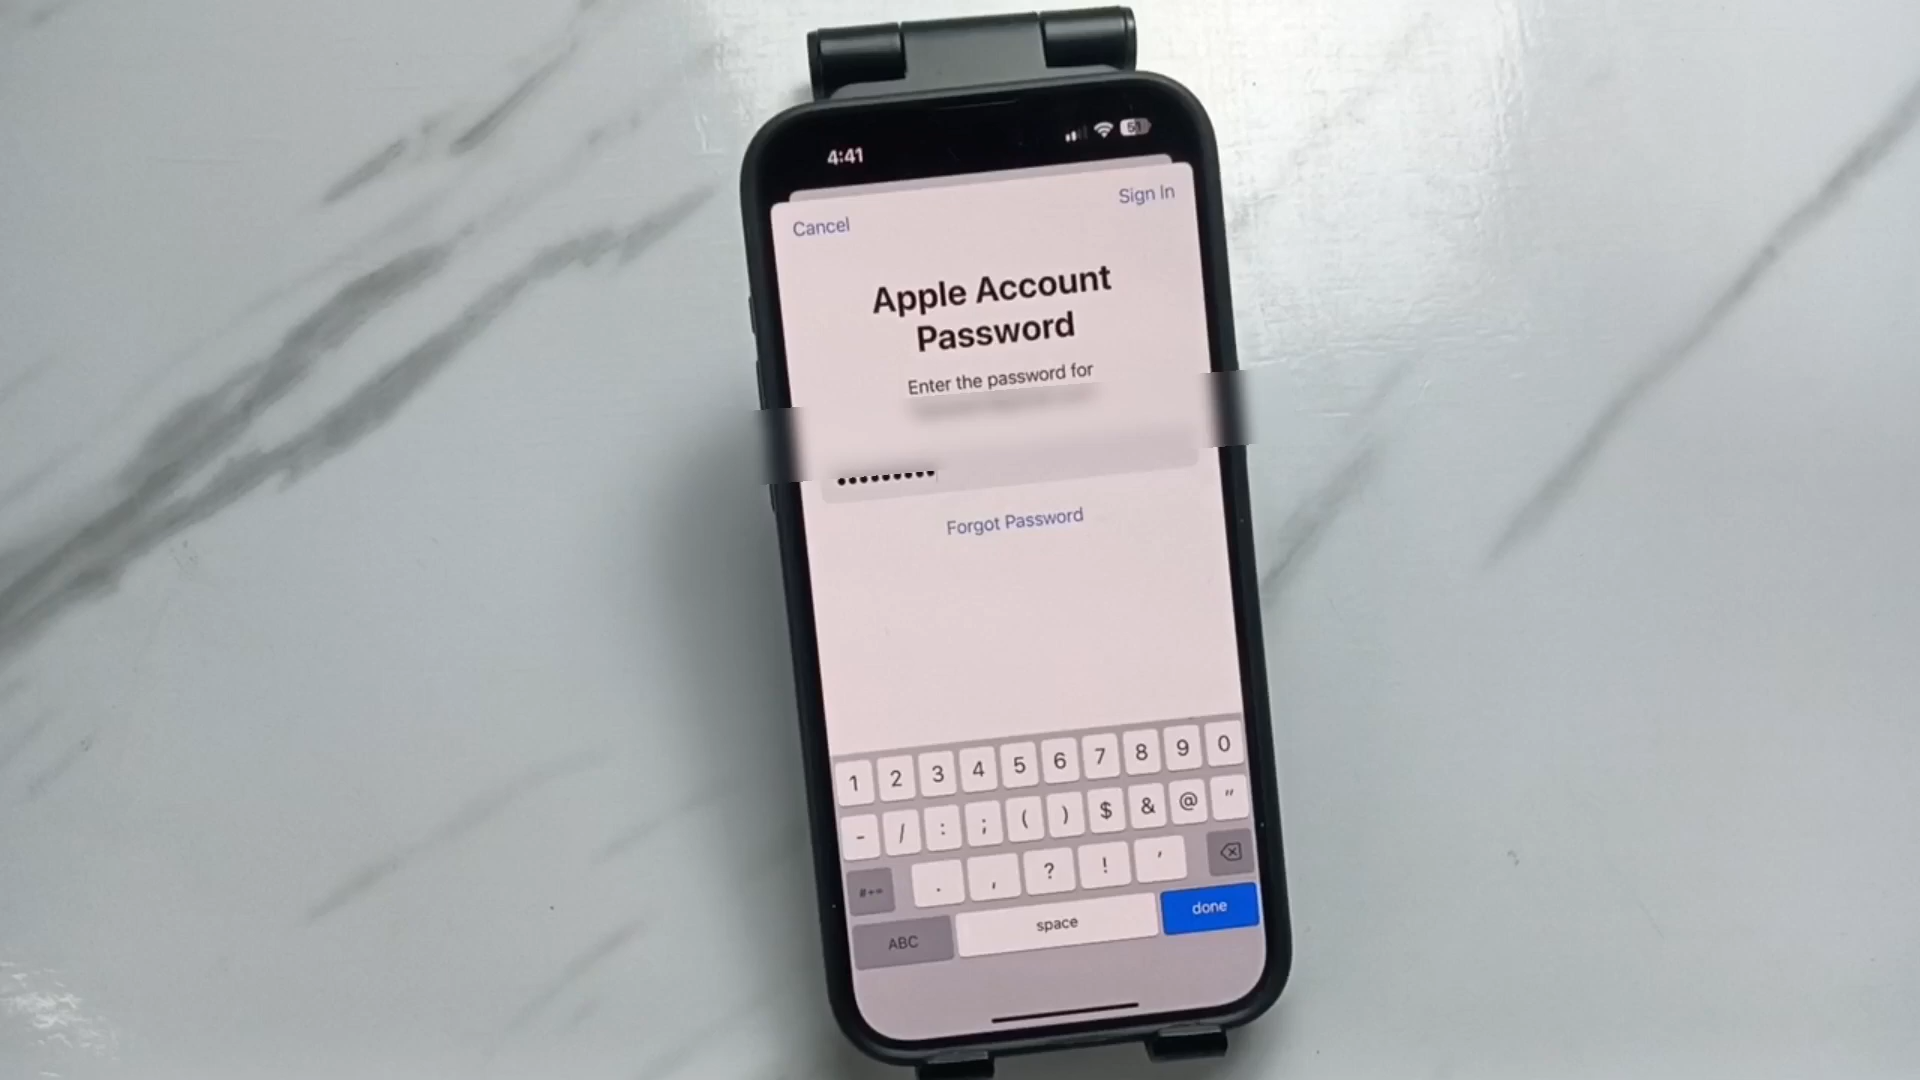 4:41
51
Cancel
Sign In
Apple Account
Password
Enter the password for
•••••••••
Forgot Password
1 2 3 4 5 6 7 8 9 0
- / : ; ( ) $ & @ "
#+= . , ? ! '
ABC space done